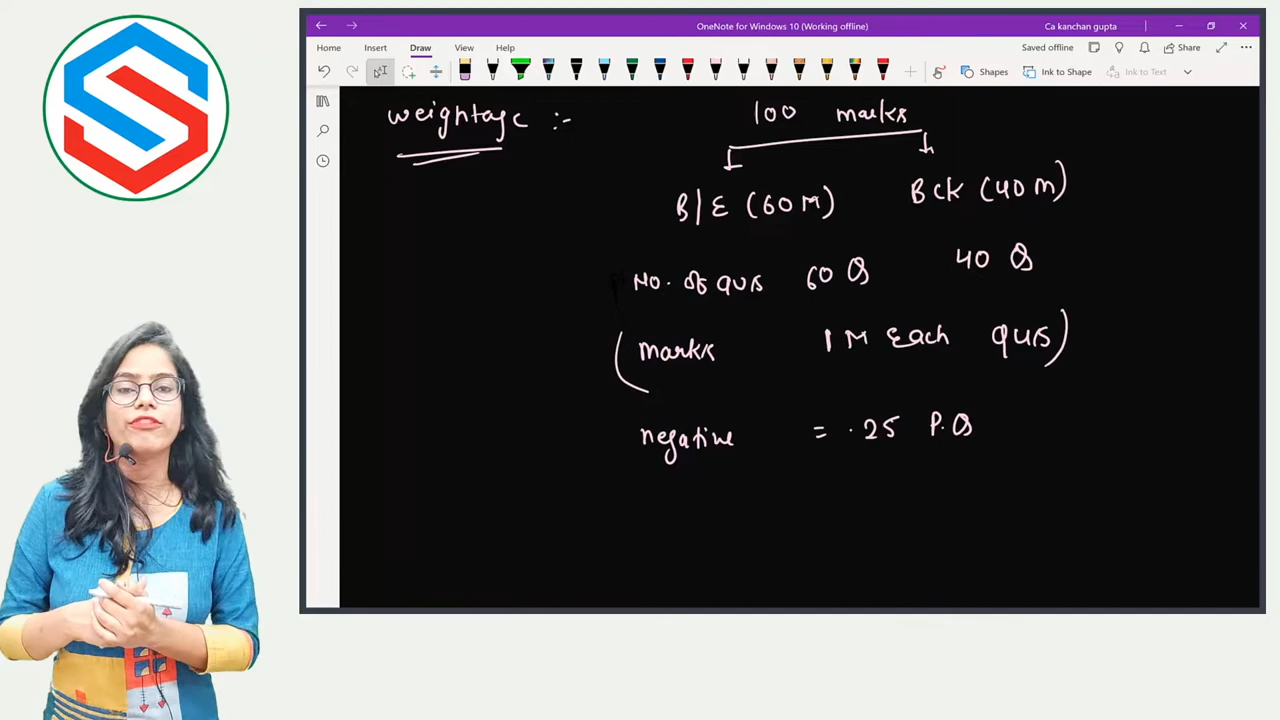 OneNote for Windows 10 (Working offline)
Ca kanchan gupta
Home Insert Draw View Help
Saved offline
Share
Shapes
Ink to Shape
Ink to Text
weightage :-
100 marks
B/E (60 M)
BCK (40 M)
No. of ques 60 Q 40 Q
(marks 1 M Each ques)
negative = .25 P.Q